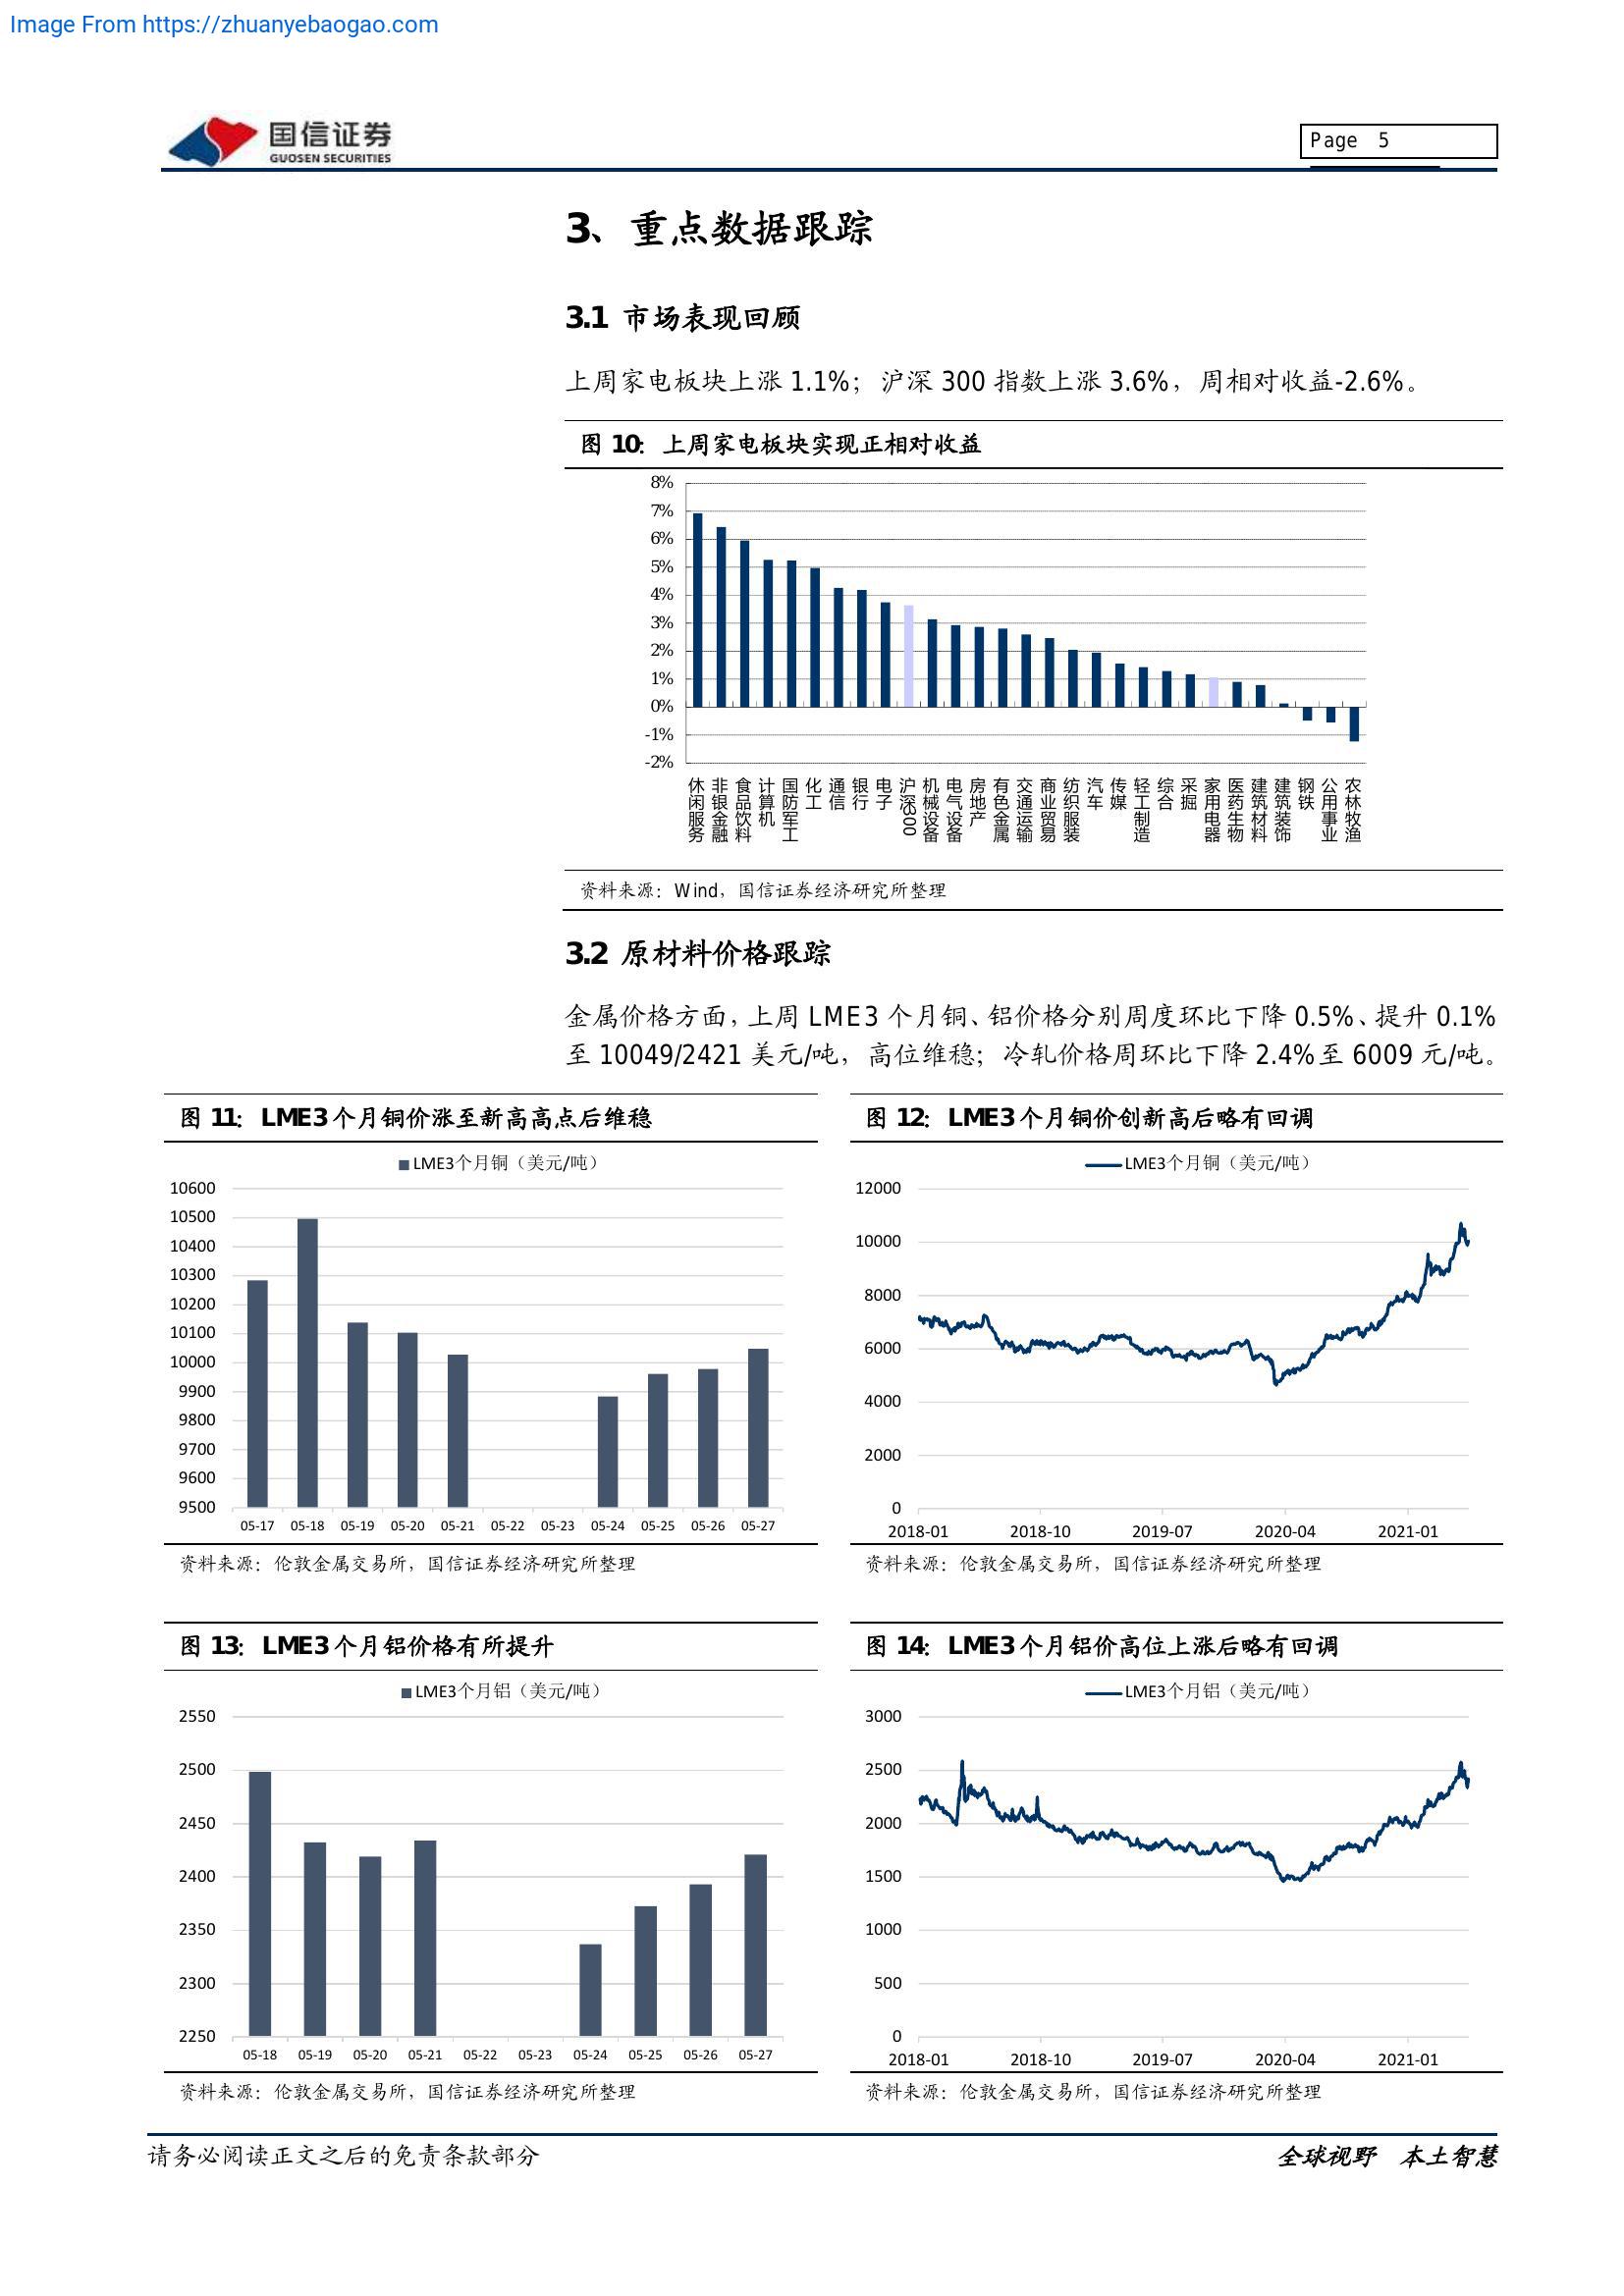 Image From https://zhuanyebaogao.com
国信证券
GUOSEN SECURITIES
Page 5
3、重点数据跟踪
3.1 市场表现回顾
上周家电板块上涨 1.1%；沪深 300 指数上涨 3.6%，周相对收益-2.6%。
图 10：上周家电板块实现正相对收益
8%
7%
6%
5%
4%
3%
2%
1%
0%
-1%
-2%
休闲服务
非银金融
食品饮料
计算机
国防军工
化工
通信
银行
电子
沪深300
机械设备
电气设备
房地产
有色金属
交通运输
商业贸易
纺织服装
汽车
传媒
轻工制造
综合
采掘
家用电器
医药生物
建筑材料
建筑装饰
钢铁
公用事业
农林牧渔
资料来源：Wind，国信证券经济研究所整理
3.2 原材料价格跟踪
金属价格方面，上周 LME3 个月铜、铝价格分别周度环比下降 0.5%、提升 0.1%
至 10049/2421 美元/吨，高位维稳；冷轧价格周环比下降 2.4%至 6009 元/吨。
图 11：LME3 个月铜价涨至新高高点后维稳
LME3个月铜（美元/吨）
10600
10500
10400
10300
10200
10100
10000
9900
9800
9700
9600
9500
05-17 05-18 05-19 05-20 05-21 05-22 05-23 05-24 05-25 05-26 05-27
资料来源：伦敦金属交易所，国信证券经济研究所整理
图 12：LME3 个月铜价创新高后略有回调
LME3个月铜（美元/吨）
12000
10000
8000
6000
4000
2000
0
2018-01 2018-10 2019-07 2020-04 2021-01
资料来源：伦敦金属交易所，国信证券经济研究所整理
图 13：LME3 个月铝价格有所提升
LME3个月铝（美元/吨）
2550
2500
2450
2400
2350
2300
2250
05-18 05-19 05-20 05-21 05-22 05-23 05-24 05-25 05-26 05-27
资料来源：伦敦金属交易所，国信证券经济研究所整理
图 14：LME3 个月铝价高位上涨后略有回调
LME3个月铝（美元/吨）
3000
2500
2000
1500
1000
500
0
2018-01 2018-10 2019-07 2020-04 2021-01
资料来源：伦敦金属交易所，国信证券经济研究所整理
请务必阅读正文之后的免责条款部分
全球视野 本土智慧